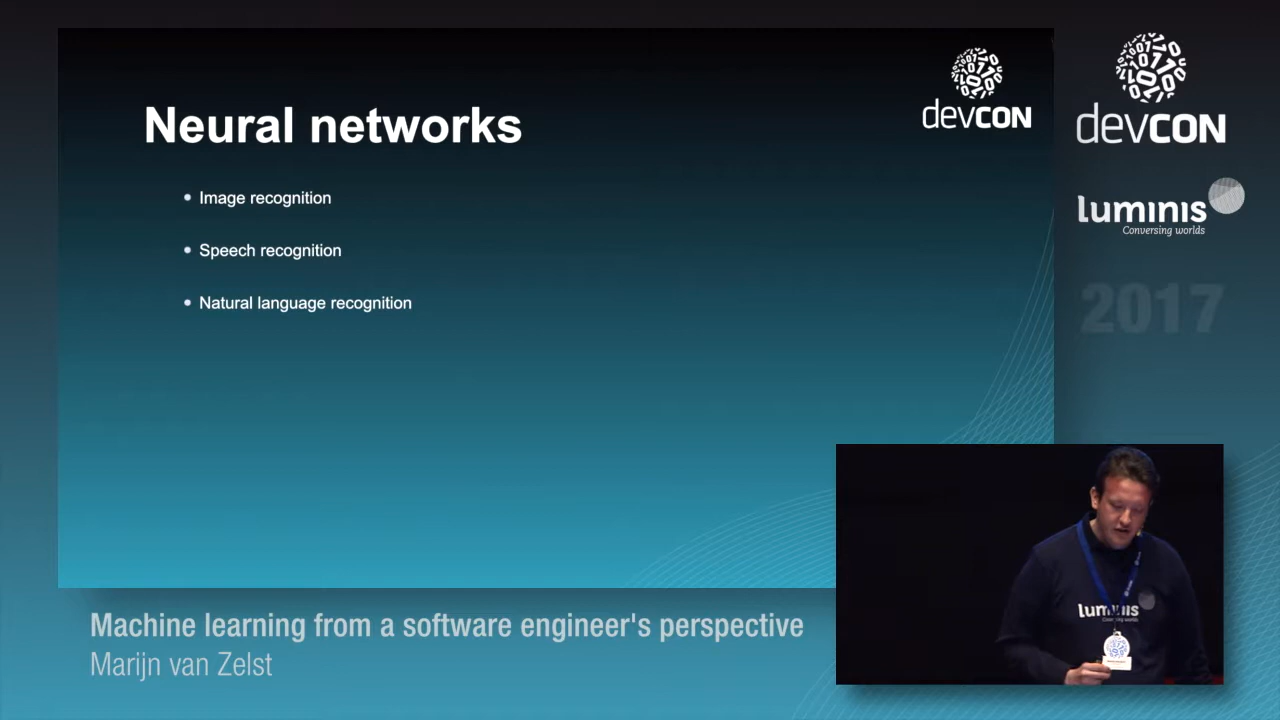 Neural networks
Image recognition
Speech recognition
Natural language recognition
devcon
devcon
luminis
Conversing worlds
2017
luminis
Machine learning from a software engineer's perspective
Marijn van Zelst